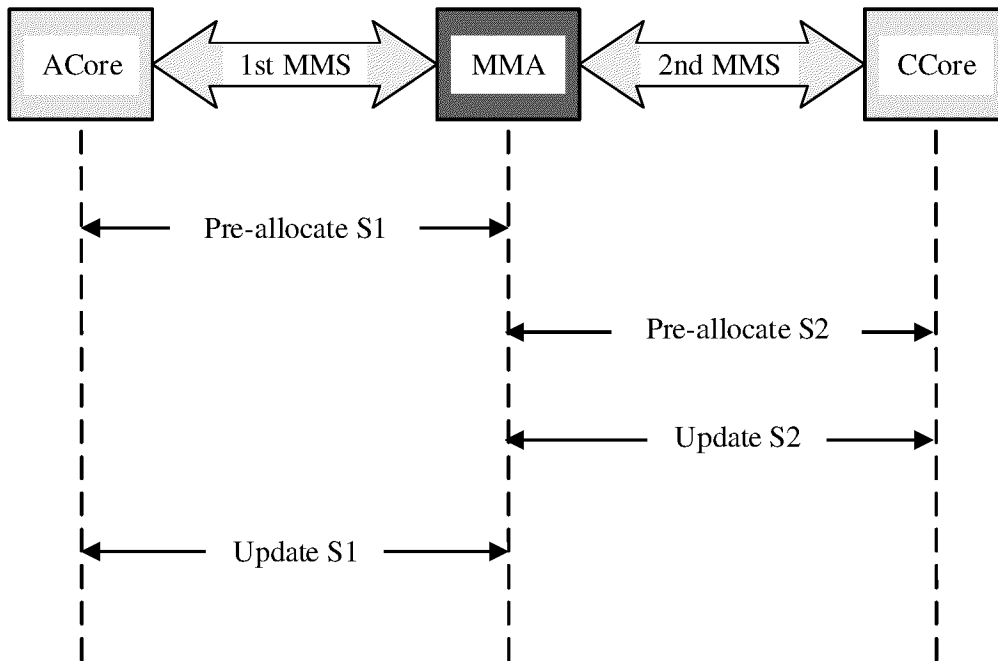 ACore
1st MMS
MMA
2nd MMS
CCore
Pre-allocate S1
Pre-allocate S2
Update S2
Update S1